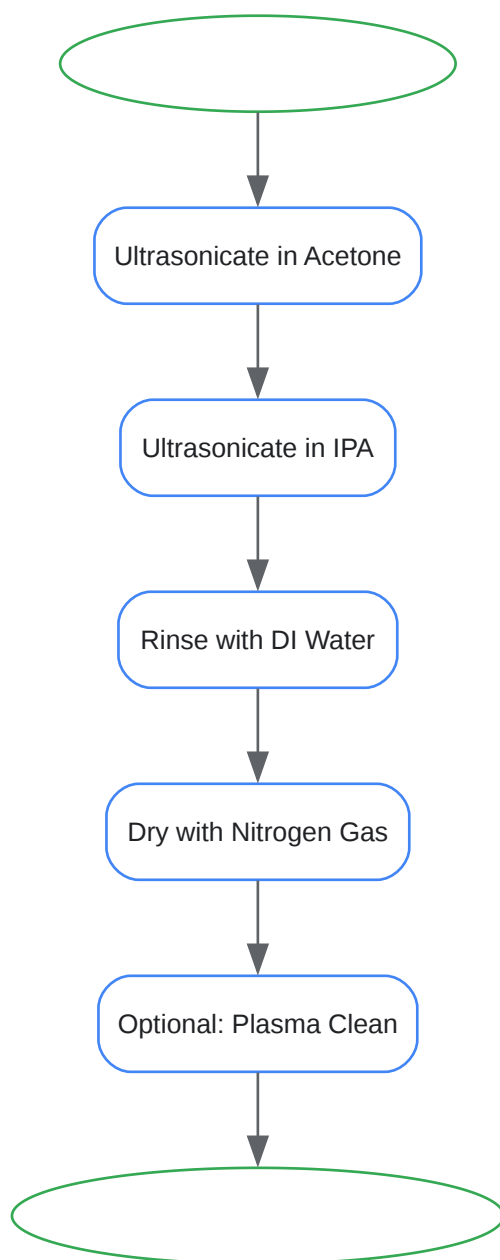 Ultrasonicate in Acetone
Ultrasonicate in IPA
Rinse with DI Water
Dry with Nitrogen Gas
Optional: Plasma Clean